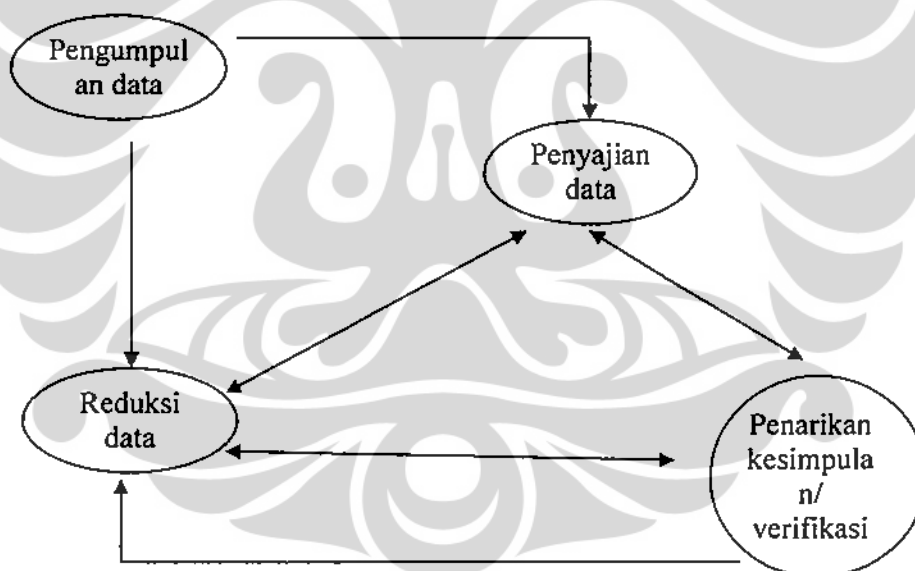 Pengumpul
an data
Penyajian
data
Reduksi
data
Penarikan
kesimpula
n/
verifikasi